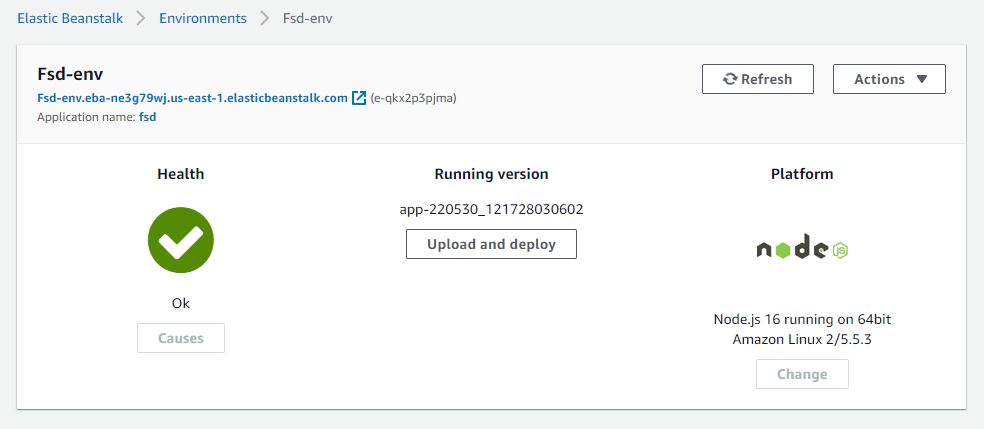 Elastic Beanstalk > Environments > Fsd-env
Fsd-env
Refresh
Actions
Fsd-env.eba-ne3g79wj.us-east-1.elasticbeanstalk.com (e-qkx2p3pjma)
Application name: fsd
Health
Running version
Platform
app-220530_121728030602
Upload and deploy
node
JS
Ok
Causes
Node.js 16 running on 64bit
Amazon Linux 2/5.5.3
Change